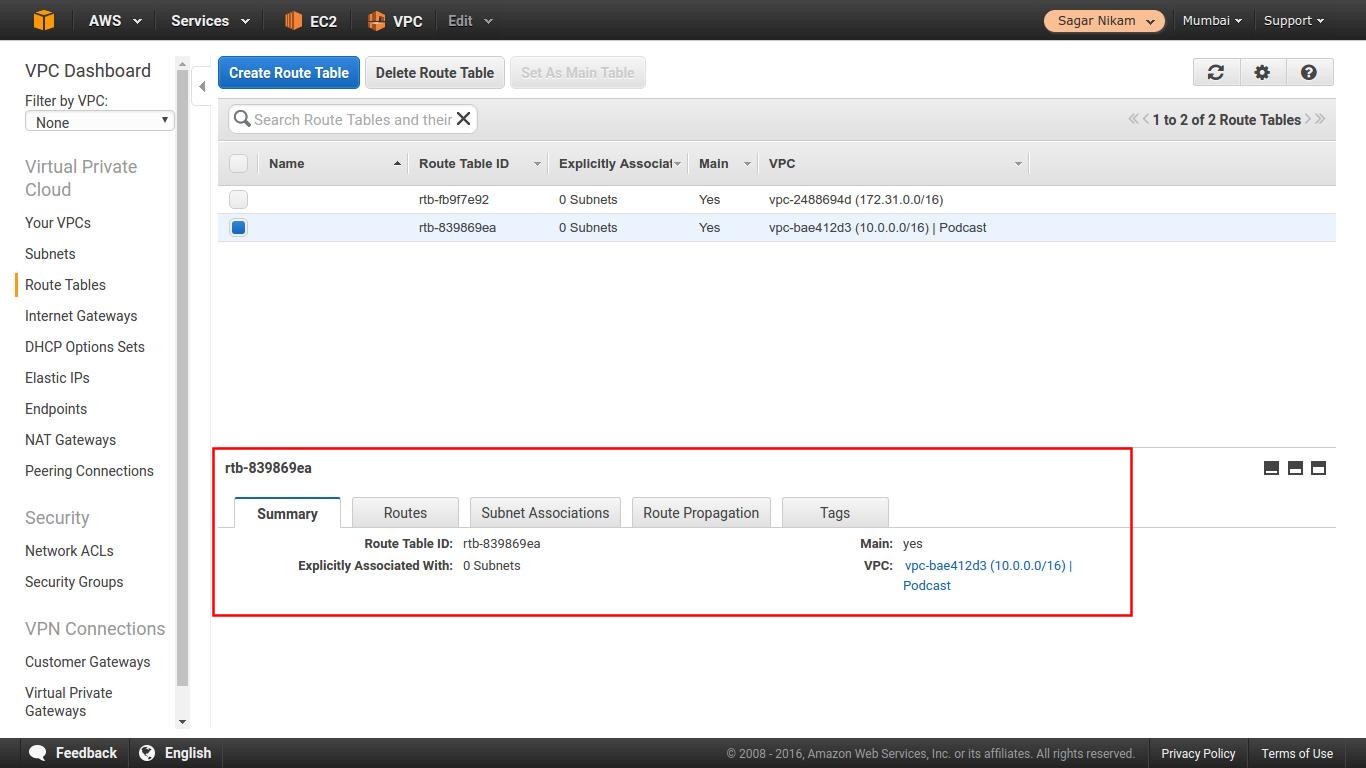 AWS Services EC2 VPC Edit Sagar Nikam Mumbai Support
VPC Dashboard
Filter by VPC:
None
Virtual Private
Cloud
Your VPCs
Subnets
Route Tables
Internet Gateways
DHCP Options Sets
Elastic IPs
Endpoints
NAT Gateways
Peering Connections
Security
Network ACLs
Security Groups
VPN Connections
Customer Gateways
Virtual Private
Gateways
Create Route Table Delete Route Table Set As Main Table
Search Route Tables and their 1 to 2 of 2 Route Tables
Name Route Table ID Explicitly Associat Main VPC
rtb-fb9f7e92 0 Subnets Yes vpc-2488694d (172.31.0.0/16)
rtb-839869ea 0 Subnets Yes vpc-bae412d3 (10.0.0.0/16) | Podcast
rtb-839869ea
Summary Routes Subnet Associations Route Propagation Tags
Route Table ID: rtb-839869ea Main: yes
Explicitly Associated With: 0 Subnets VPC: vpc-bae412d3 (10.0.0.0/16) |
Podcast
Feedback English © 2008 - 2016, Amazon Web Services, Inc. or its affiliates. All rights reserved. Privacy Policy Terms of Use